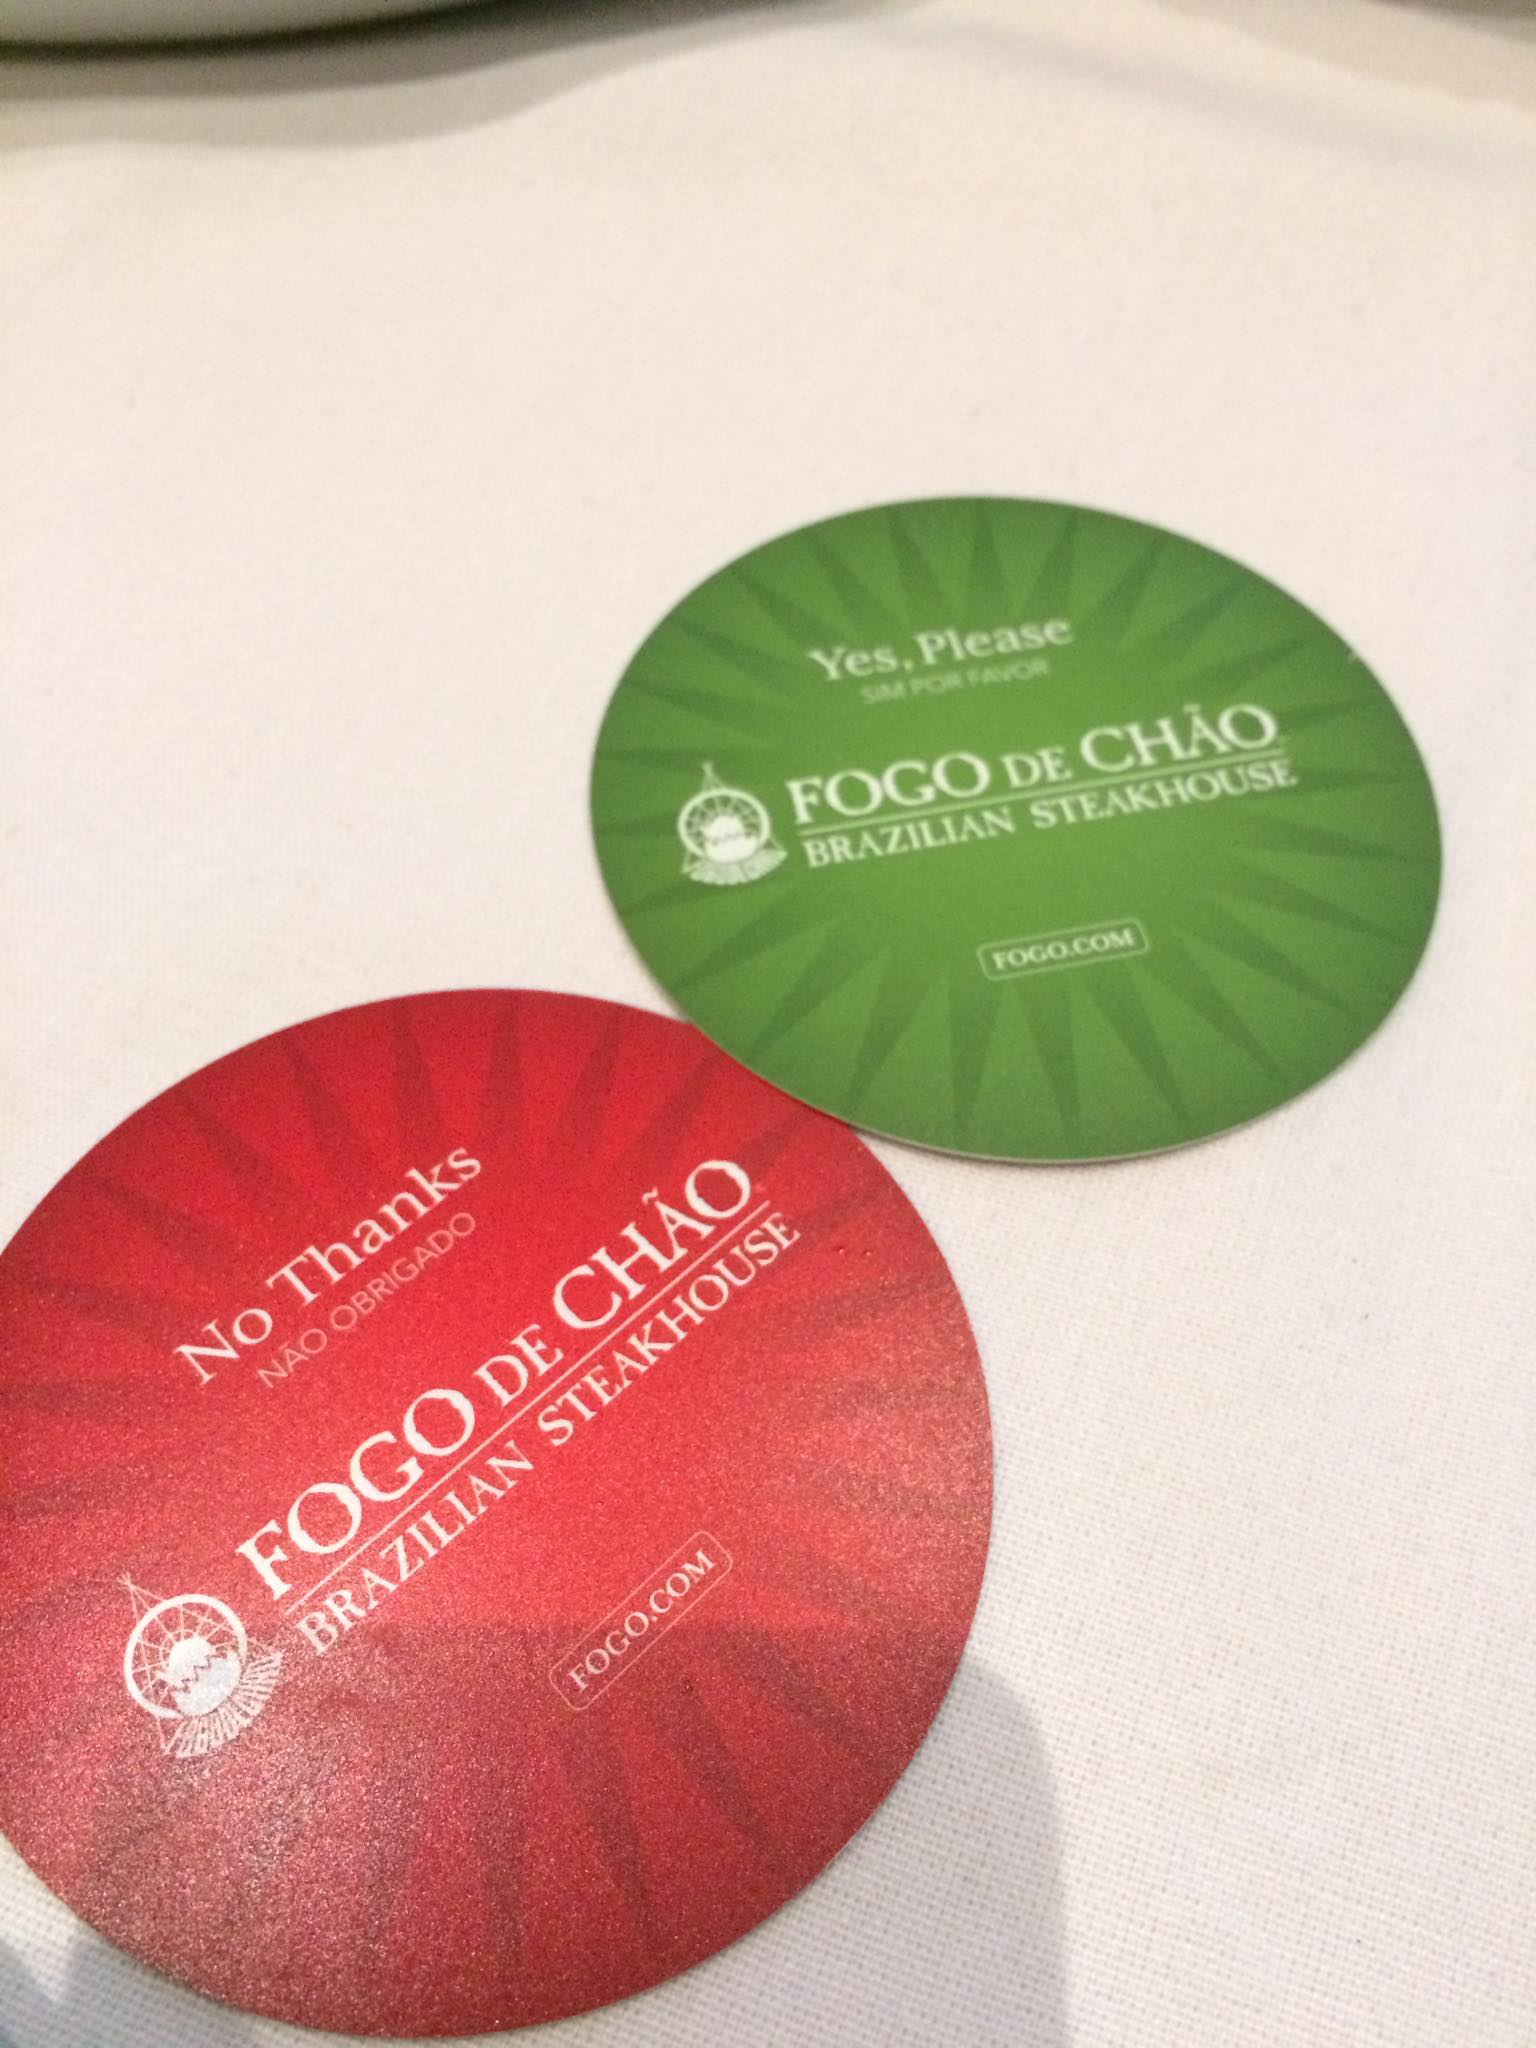 Yes, Please
SIM POR FAVOR
FOGO DE CHÃO
BRAZILIAN STEAKHOUSE
FOGO.COM
No Thanks
NÃO OBRIGADO
FOGO DE CHÃO
BRAZILIAN STEAKHOUSE
FOGODECHÃO
FOGO.COM